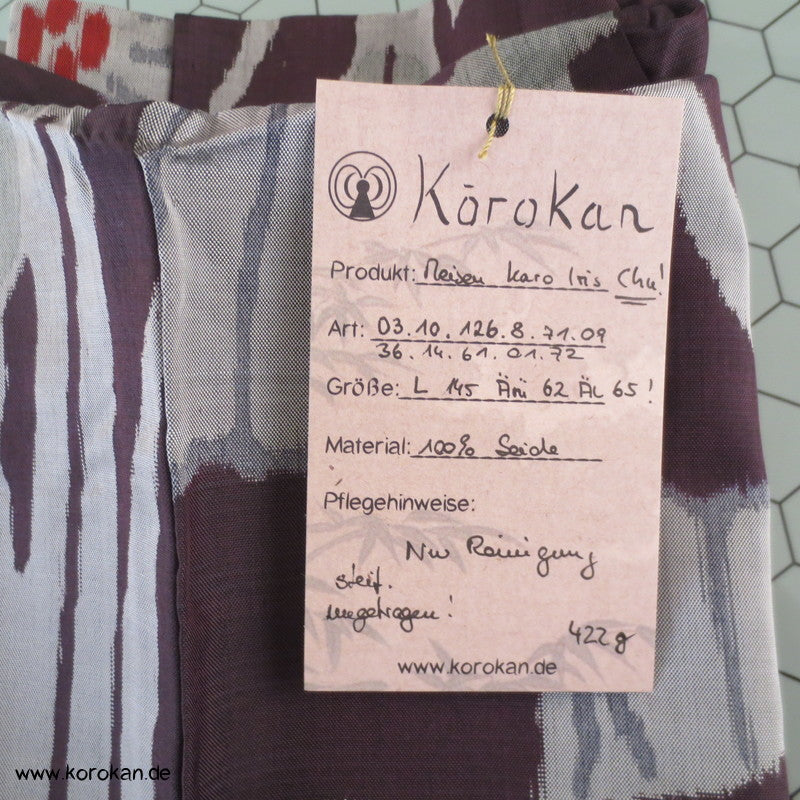 Kōrokan
Produkt: Meisen Karo Iris Chu!
Art: 03.10.126.8.71.09
36.14.61.01.72
Größe: L 145 Äm 62 ÄL 65!
Material: 100% Seide
Pflegehinweise:
Nur Reinigung
steif.
ungetragen!
422 g
www.korokan.de
www.korokan.de